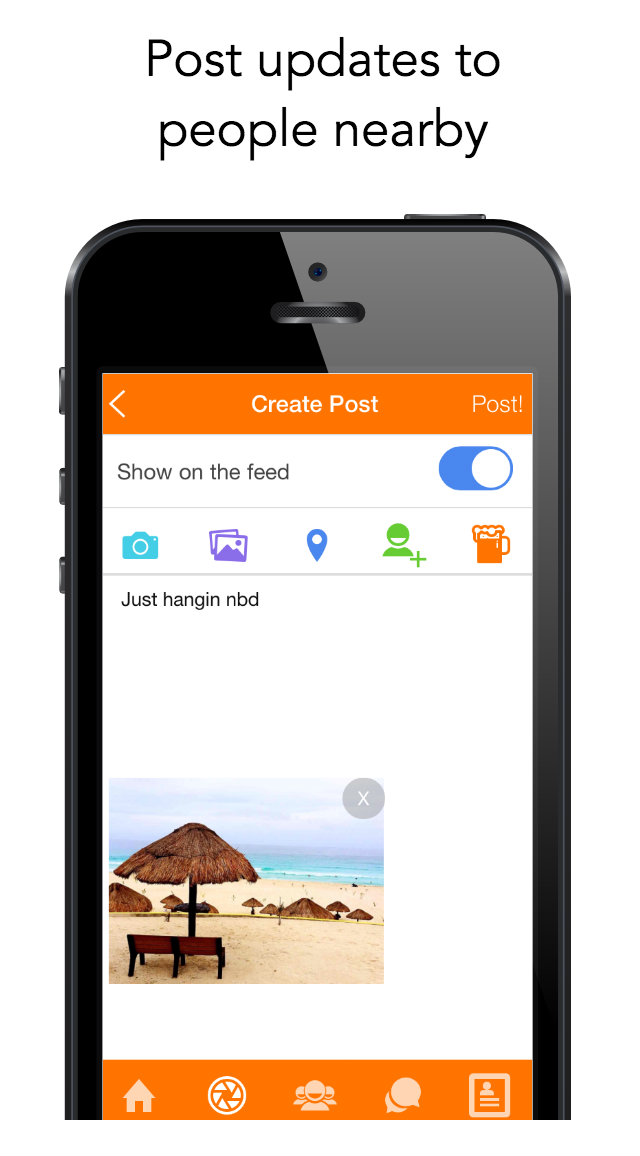 Post updates to
people nearby
Create Post
Post!
Show on the feed
Just hangin nbd
X